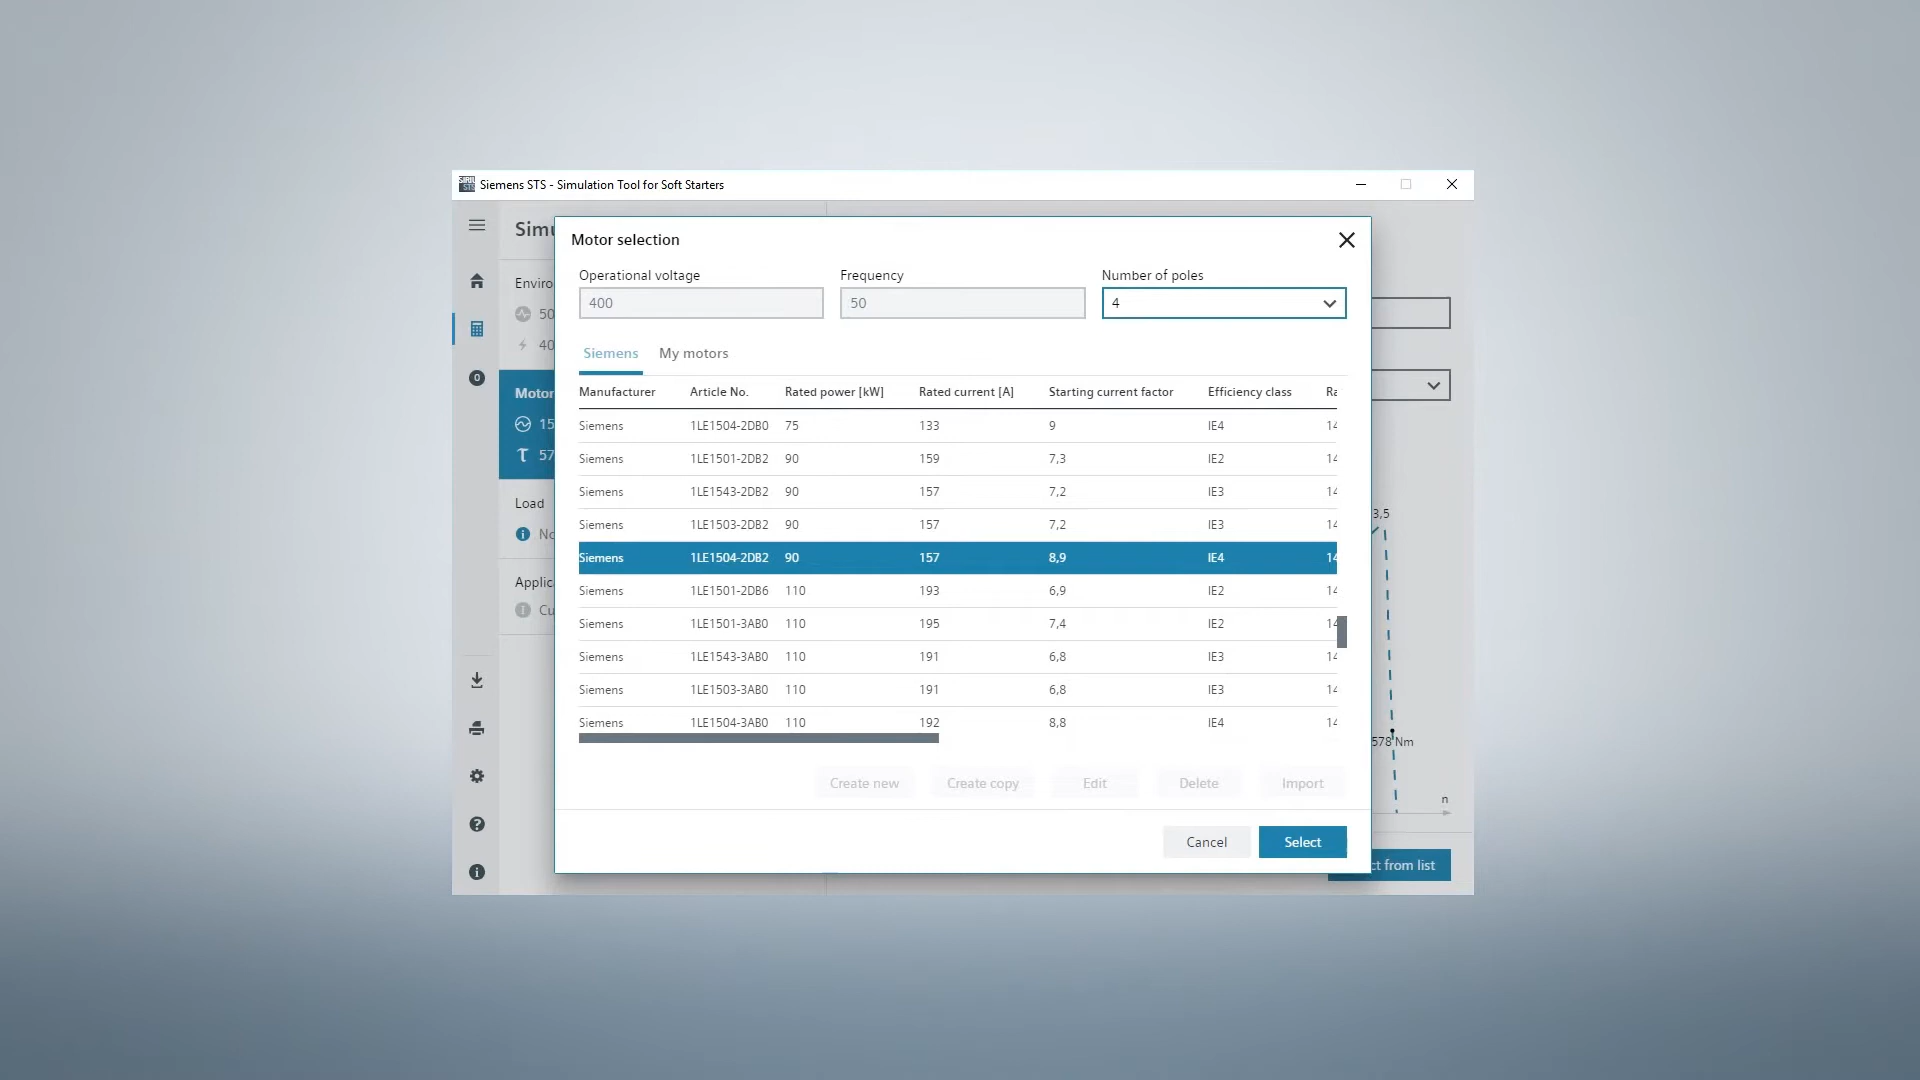 Siemens STS - Simulation Tool for Soft Starters
Motor selection
Operational voltage Frequency Number of poles
400 50 4
Siemens My motors
Manufacturer Article No. Rated power [kW] Rated current [A] Starting current factor Efficiency class
Siemens 1LE1504-2DB0 75 133 9 IE4
Siemens 1LE1501-2DB2 90 159 7,3 IE2
Siemens 1LE1543-2DB2 90 157 7,2 IE3
Siemens 1LE1503-2DB2 90 157 7,2 IE3
Siemens 1LE1504-2DB2 90 157 8,9 IE4
Siemens 1LE1501-2DB6 110 193 6,9 IE2
Siemens 1LE1501-3AB0 110 195 7,4 IE2
Siemens 1LE1543-3AB0 110 191 6,8 IE3
Siemens 1LE1503-3AB0 110 191 6,8 IE3
Siemens 1LE1504-3AB0 110 192 8,8 IE4
Create new Create copy Edit Delete Import
Cancel Select
Motor
Load
0
3,5
578 Nm
n
from list